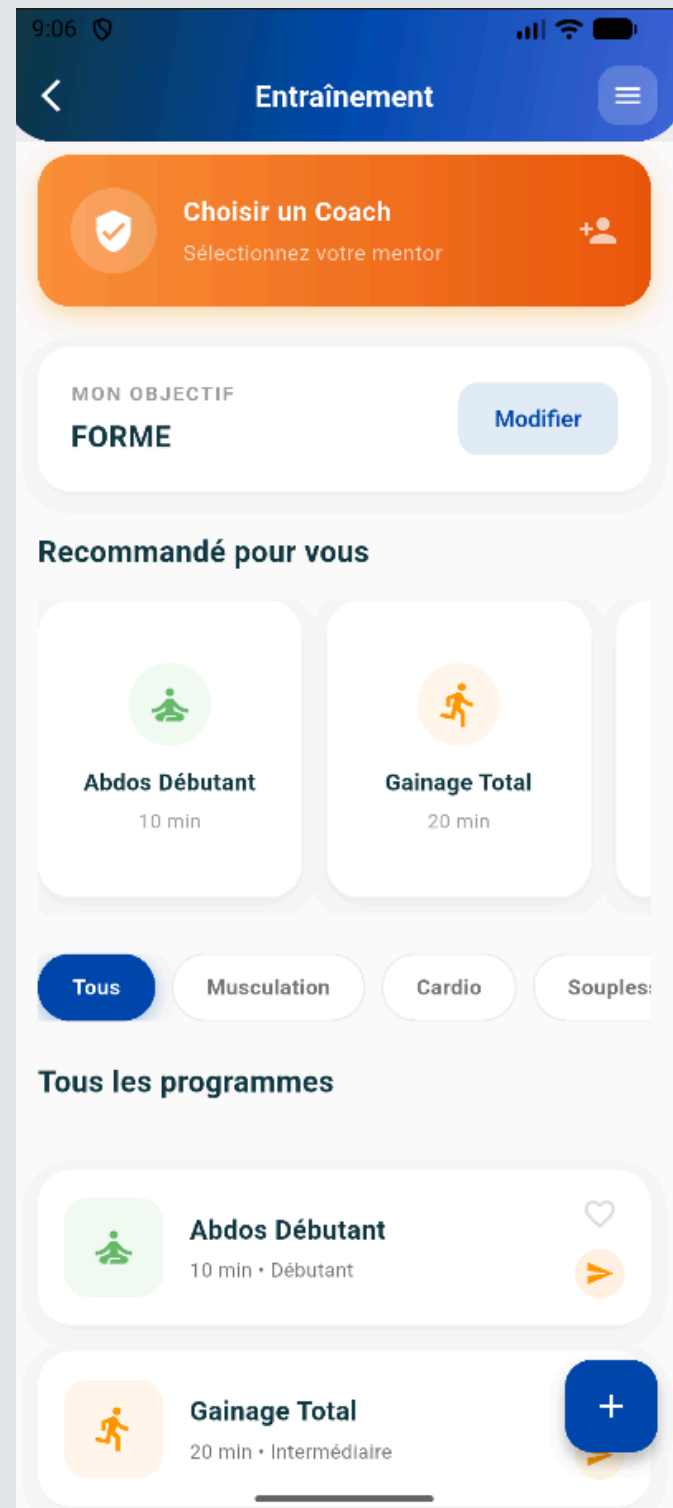 9:06
Entraînement
Choisir un Coach
Sélectionnez votre mentor
MON OBJECTIF
FORME
Modifier
Recommandé pour vous
Abdos Débutant
10 min
Gainage Total
20 min
Tous
Musculation
Cardio
Souples
Tous les programmes
Abdos Débutant
10 min • Débutant
Gainage Total
20 min • Intermédiaire